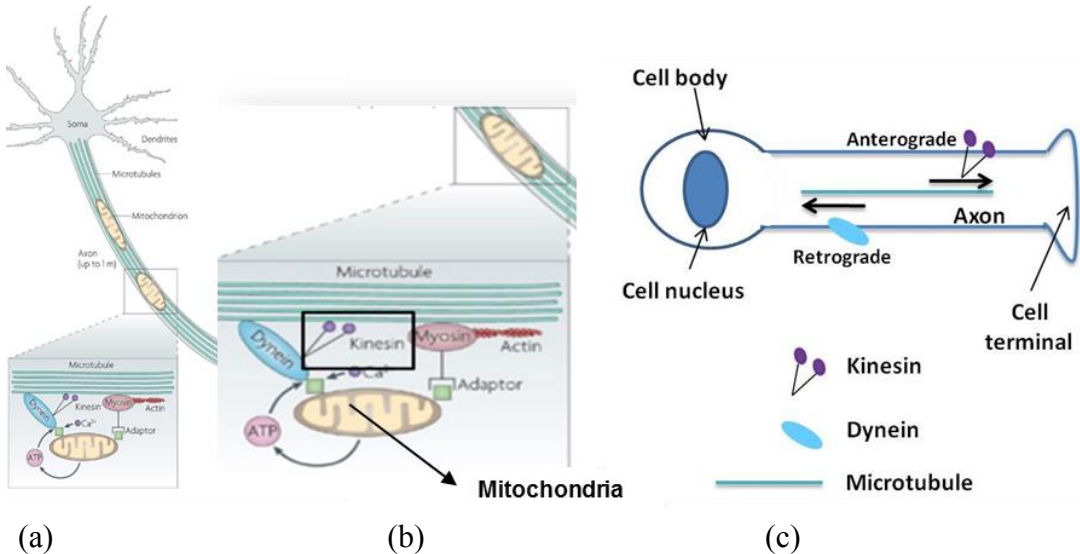 Soma
Dendrites
Microtubules
Mitochondrion
Axon
(up to 1 m)
Microtubule
Dynein
Kinesin
Myosin
Actin
Ca²⁺
Adaptor
ATP
(a)
Microtubule
Dynein
Kinesin
Myosin
Actin
Ca²⁺
Adaptor
ATP
Mitochondria
(b)
Cell body
Anterograde
Axon
Retrograde
Cell nucleus
Cell
terminal
Kinesin
Dynein
Microtubule
(c)